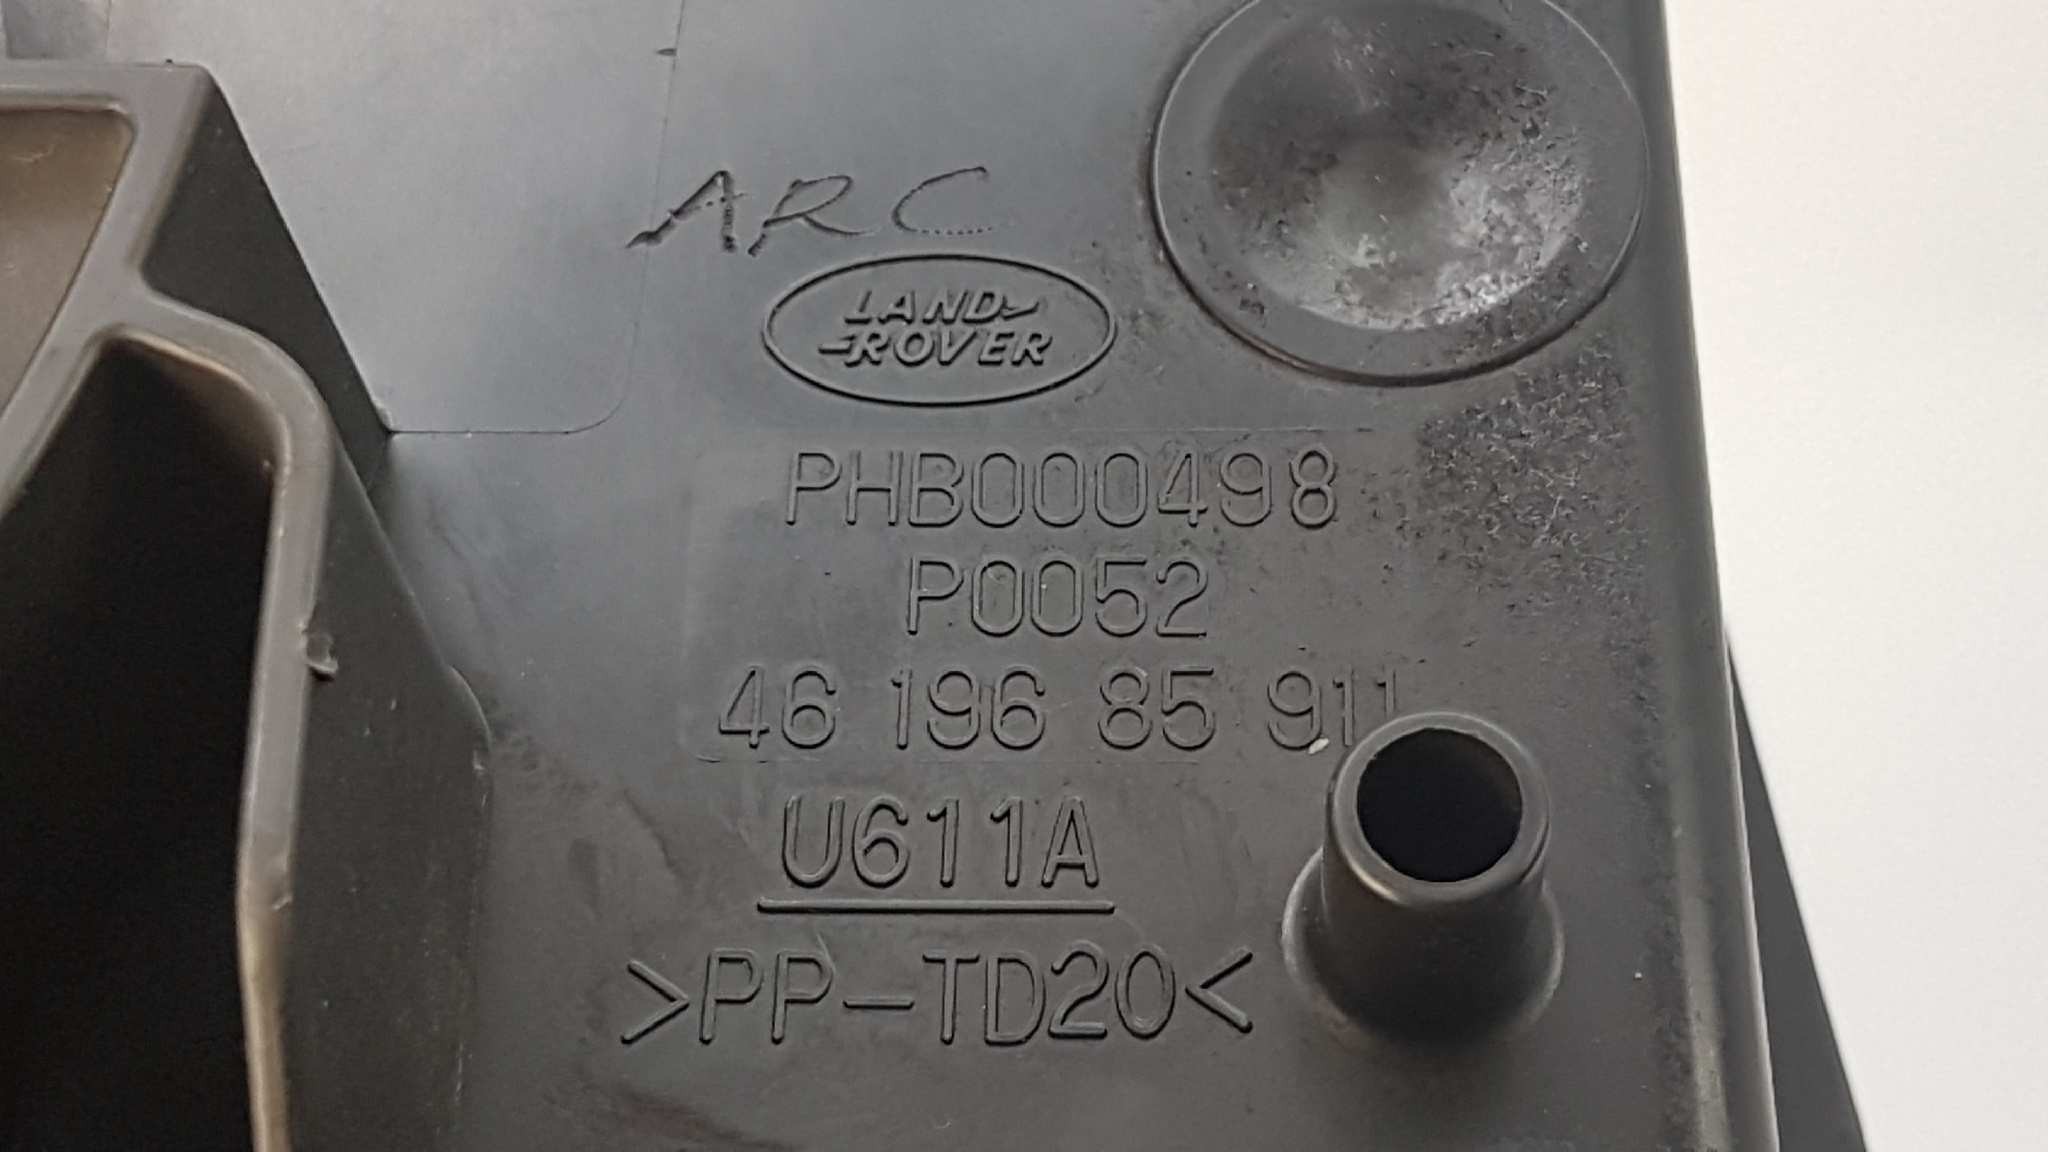 ARC
LAND
ROVER
PHB000498
P0052
46 196 85 911
U611A
>PP-TD20<